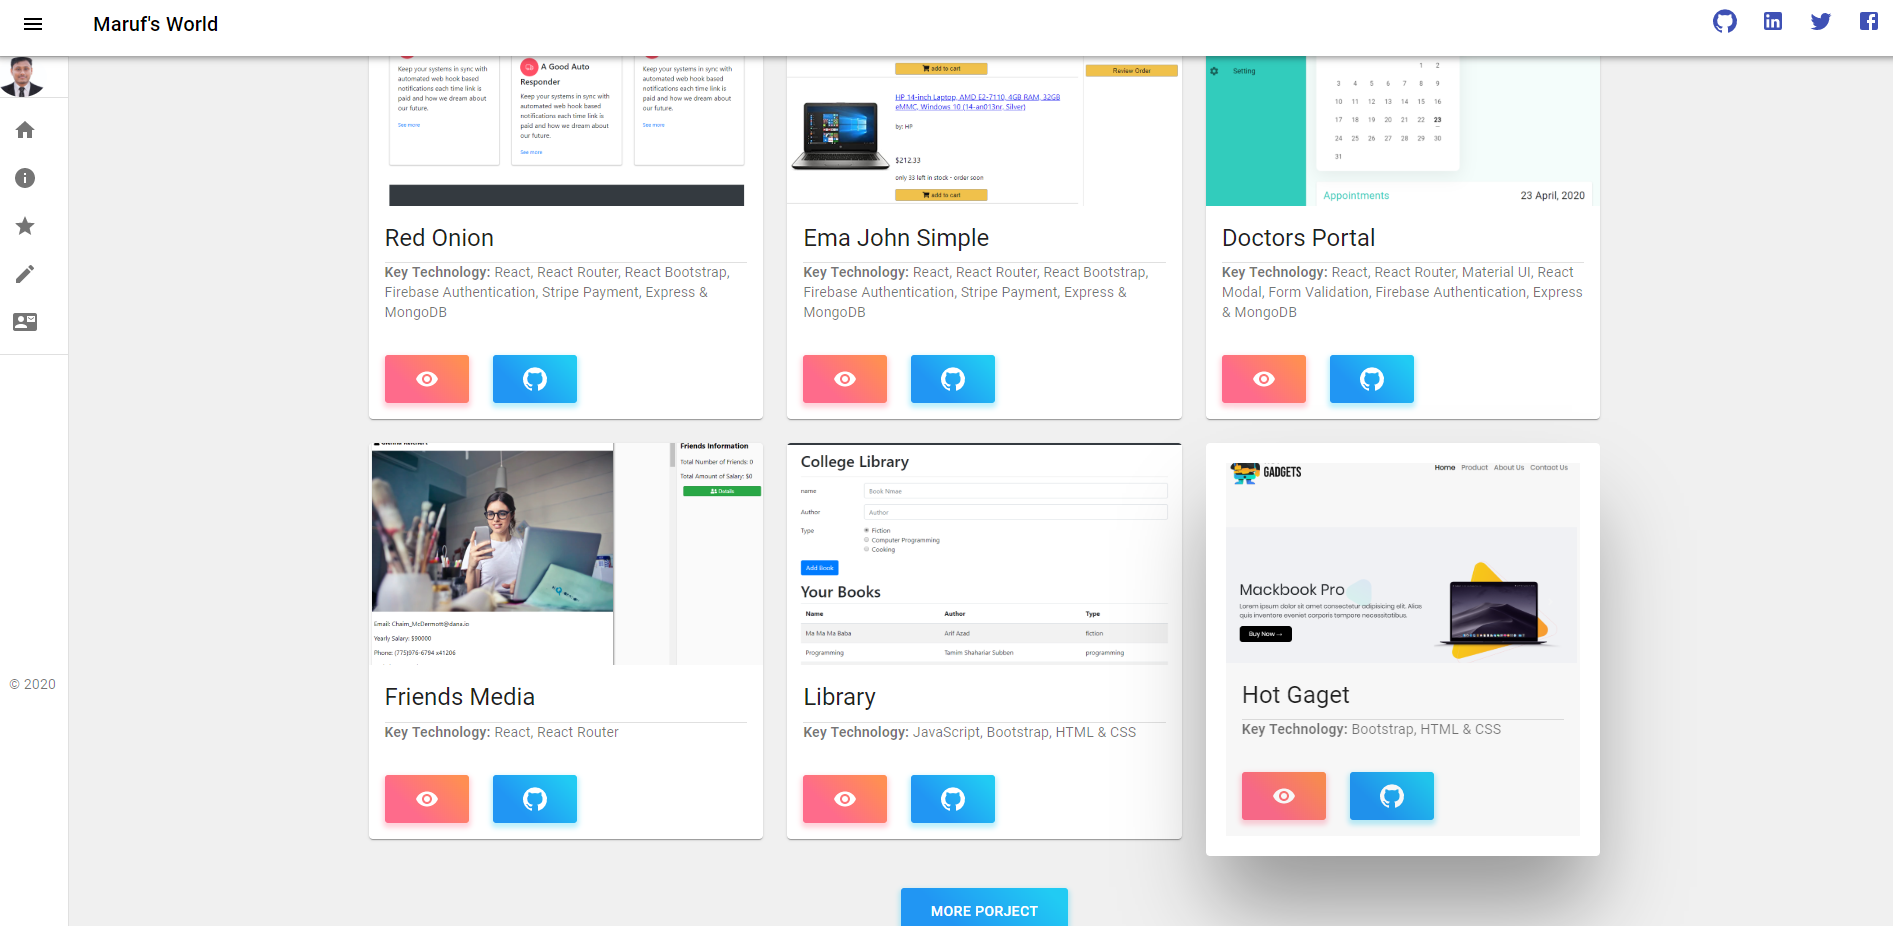 Maruf's World
Keep your systems in sync with
automated web hook based
notifications each time link is
paid and how we dream about
our future.
See more
A Good Auto
Responder
Keep your systems in sync with
automated web hook based
notifications each time link is
paid and how we dream about
our future.
See more
Keep your systems in sync with
automated web hook based
notifications each time link is
paid and how we dream about
our future.
See more
Red Onion
Key Technology: React, React Router, React Bootstrap,
Firebase Authentication, Stripe Payment, Express &
MongoDB
add to cart
Review Order
HP 14-inch Laptop, AMD E2-7110, 4GB RAM, 32GB
eMMC, Windows 10 (14-an013nr, Silver)
by: HP
$212.33
only 33 left in stock - order soon
add to cart
Ema John Simple
Key Technology: React, React Router, React Bootstrap,
Firebase Authentication, Stripe Payment, Express &
MongoDB
Setting
1 2
3 4 5 6 7 8 9
10 11 12 13 14 15 16
17 18 19 20 21 22 23
24 25 26 27 28 29 30
31
Appointments
23 April, 2020
Doctors Portal
Key Technology: React, React Router, Material UI, React
Modal, Form Validation, Firebase Authentication, Express
& MongoDB
Friends Information
Total Number of Friends: 0
Total Amount of Salary: $0
Details
Email: Chaim_McDermott@dana.io
Yearly Salary: $90000
Phone: (775)976-6794 x41206
Friends Media
Key Technology: React, React Router
College Library
name
Book Nmae
Author
Author
Type
Fiction
Computer Programming
Cooking
Add Book
Your Books
Name Author Type
Ma Ma Ma Baba Arif Azad fiction
Programming Tamim Shahariar Subben programming
Library
Key Technology: JavaScript, Bootstrap, HTML & CSS
GADGETS
Home Product About Us Contact Us
Mackbook Pro
Lorem ipsum dolor sit amet consectetur adipisicing elit. Alias
quis inventore eveniet corporis tempore necessitatibus.
Buy Now →
Hot Gaget
Key Technology: Bootstrap, HTML & CSS
© 2020
MORE PORJECT